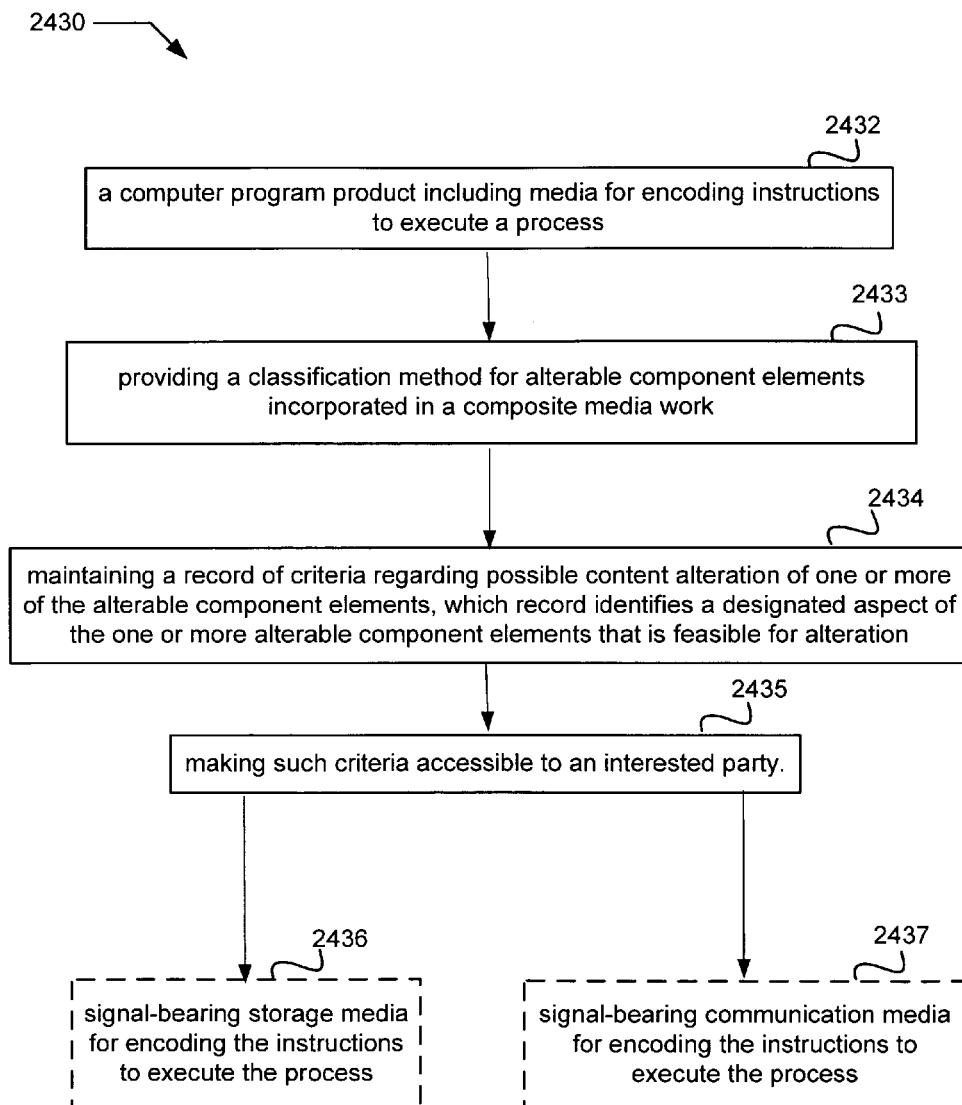 2430
2432
a computer program product including media for encoding instructions
to execute a process
2433
providing a classification method for alterable component elements
incorporated in a composite media work
2434
maintaining a record of criteria regarding possible content alteration of one or more
of the alterable component elements, which record identifies a designated aspect of
the one or more alterable component elements that is feasible for alteration
2435
making such criteria accessible to an interested party.
2436
signal-bearing storage media
for encoding the instructions
to execute the process
2437
signal-bearing communication media
for encoding the instructions to
execute the process